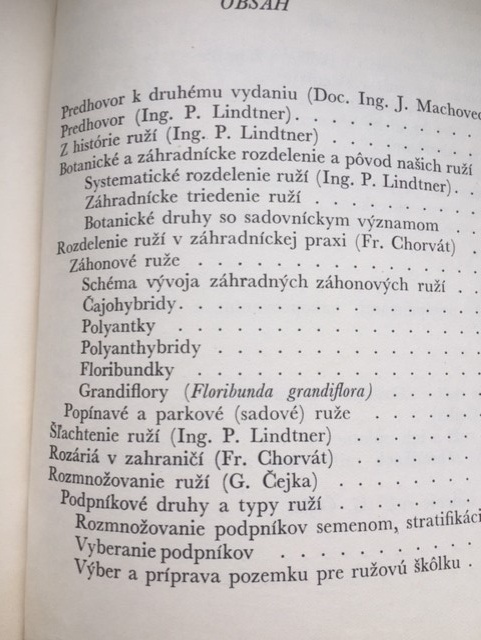 OBSAH
Predhovor k druhému vydaniu (Doc. Ing. J. Machovec
Predhovor (Ing. P. Lindtner) . . . . . . . .
Z histórie ruží (Ing. P. Lindtner) . . . . . . .
Botanické a záhradnícke rozdelenie a pôvod našich ruží
Systematické rozdelenie ruží (Ing. P. Lindtner) .
Záhradnícke triedenie ruží . . . . . . . .
Botanické druhy so sadovníckym významom . .
Rozdelenie ruží v záhradníckej praxi (Fr. Chorvát) .
Záhonové ruže . . . . . . . . . . . .
Schéma vývoja záhradných záhonových ruží . .
Čajohybridy . . . . . . . . . . . . .
Polyantky . . . . . . . . . . . . .
Polyanthybridy . . . . . . . . . . . .
Floribundky . . . . . . . . . . . . .
Grandiflory (Floribunda grandiflora) . . . . .
Popínavé a parkové (sadové) ruže . . . . . .
Šľachtenie ruží (Ing. P. Lindtner) . . . . . . .
Rozáriá v zahraničí (Fr. Chorvát) . . . . . . .
Rozmnožovanie ruží (G. Čejka) . . . . . . . .
Podpníkové druhy a typy ruží . . . . . . . .
Rozmnožovanie podpníkov semenom, stratifikáci
Vyberanie podpníkov . . . . . . . . . .
Výber a príprava pozemku pre ružovú škôlku .